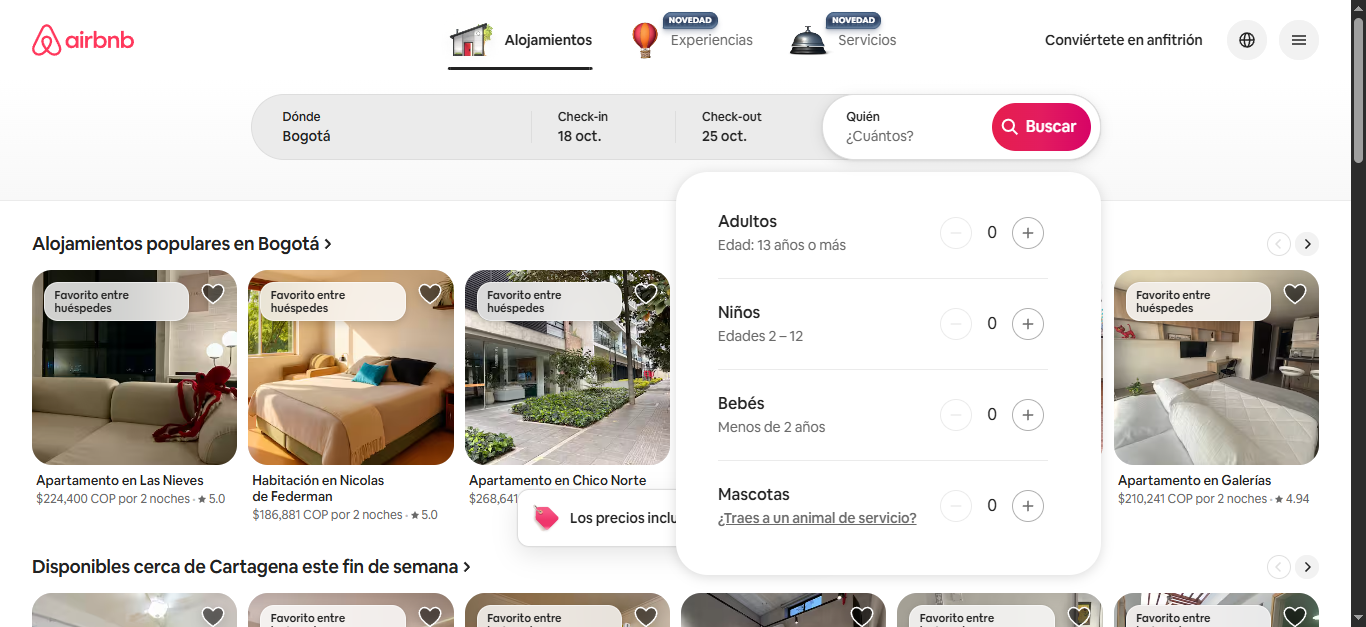 airbnb
Alojamientos
NOVEDAD
Experiencias
NOVEDAD
Servicios
Conviértete en anfitrión
Dónde
Bogotá
Check-in
18 oct.
Check-out
25 oct.
Quién
¿Cuántos?
Buscar
Adultos
Edad: 13 años o más
0
Niños
Edades 2 – 12
0
Bebés
Menos de 2 años
0
Mascotas
¿Traes a un animal de servicio?
0
Alojamientos populares en Bogotá
Favorito entre
huéspedes
Apartamento en Las Nieves
$224,400 COP por 2 noches · ★ 5.0
Favorito entre
huéspedes
Habitación en Nicolas
de Federman
$186,881 COP por 2 noches · ★ 5.0
Favorito entre
huéspedes
Apartamento en Chico Norte
$268,641
Favorito entre
huéspedes
Apartamento en Galerías
$210,241 COP por 2 noches · ★ 4.94
Los precios
Disponibles cerca de Cartagena este fin de semana
Favorito entre
Favorito entre
Favorito entre
Favorito entre
Favorito entre